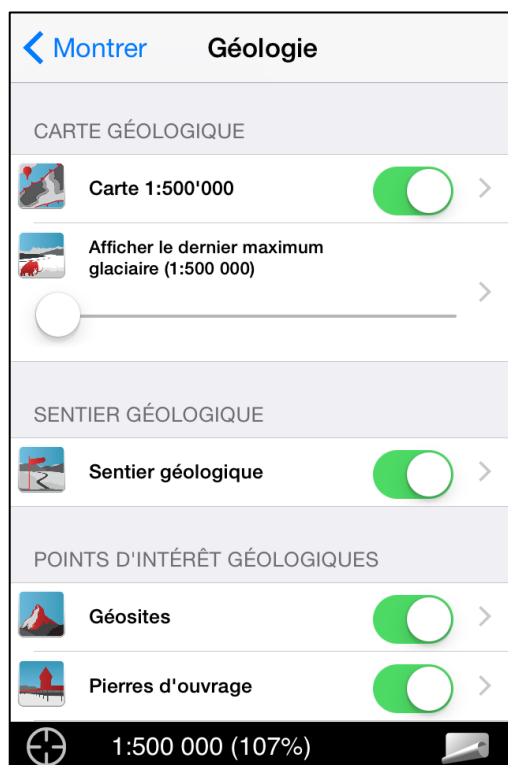 Montrer
Géologie
CARTE GÉOLOGIQUE
Carte 1:500'000
Afficher le dernier maximum
glaciaire (1:500 000)
SENTIER GÉOLOGIQUE
Sentier géologique
POINTS D'INTÉRÊT GÉOLOGIQUES
Géosites
Pierres d'ouvrage
1:500 000 (107%)